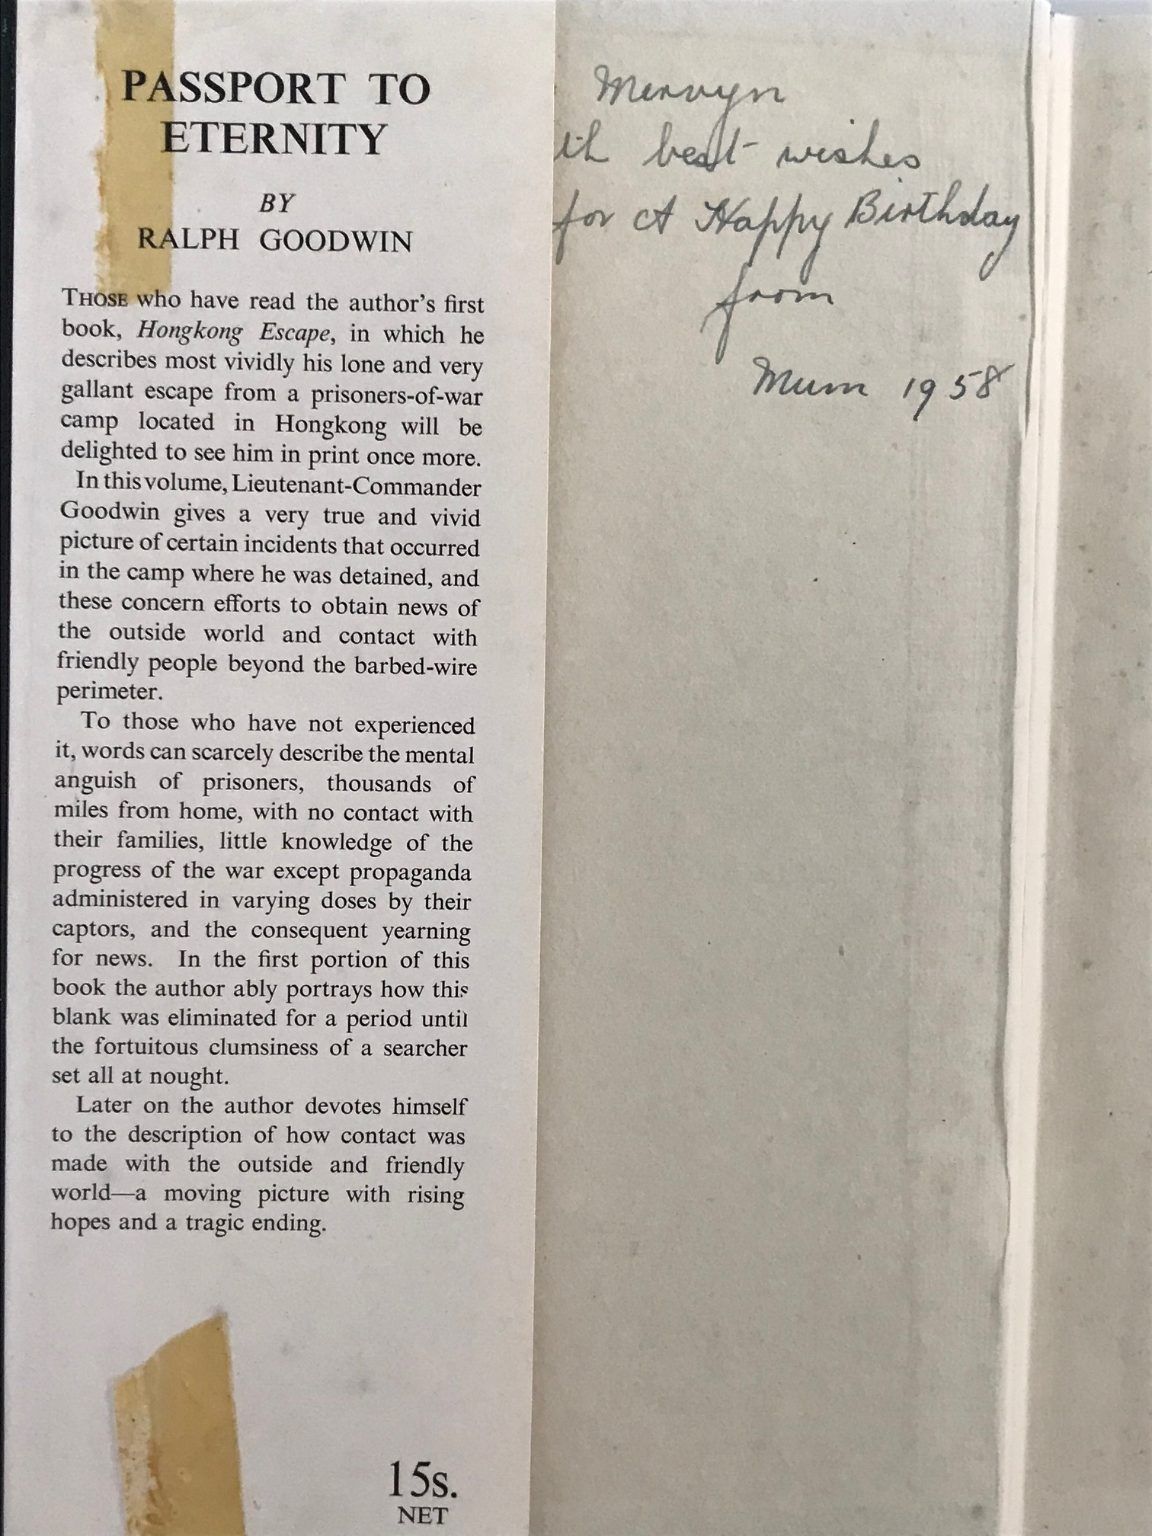 PASSPORT TO
ETERNITY
BY
RALPH GOODWIN
THOSE who have read the author's first
book, Hongkong Escape, in which he
describes most vividly his lone and very
gallant escape from a prisoners-of-war
camp located in Hongkong will be
delighted to see him in print once more.
In this volume, Lieutenant-Commander
Goodwin gives a very true and vivid
picture of certain incidents that occurred
in the camp where he was detained, and
these concern efforts to obtain news of
the outside world and contact with
friendly people beyond the barbed-wire
perimeter.
To those who have not experienced
it, words can scarcely describe the mental
anguish of prisoners, thousands of
miles from home, with no contact with
their families, little knowledge of the
progress of the war except propaganda
administered in varying doses by their
captors, and the consequent yearning
for news. In the first portion of this
book the author ably portrays how this
blank was eliminated for a period until
the fortuitous clumsiness of a searcher
set all at nought.
Later on the author devotes himself
to the description of how contact was
made with the outside and friendly
world—a moving picture with rising
hopes and a tragic ending.
15s.
NET
Mervyn
ith best wishes
for A Happy Birthday
from
Mum 1958